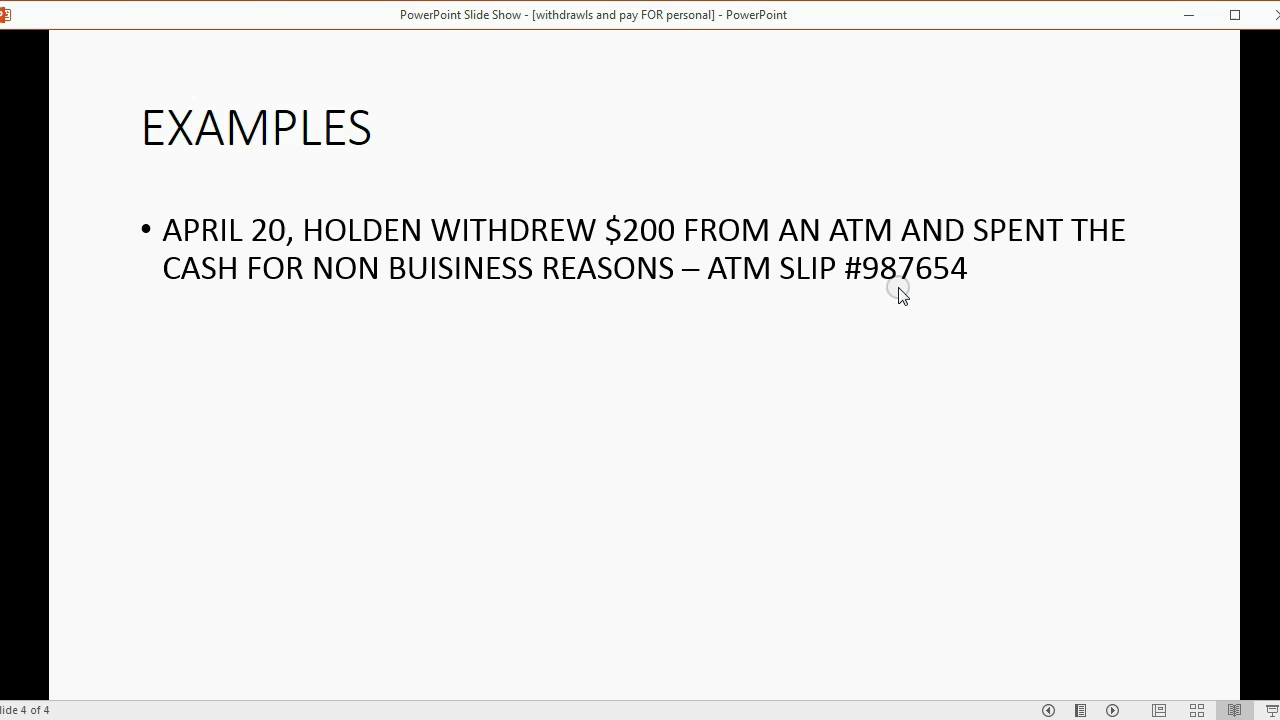 PowerPoint Slide Show - [withdrawls and pay FOR personal] - PowerPoint
EXAMPLES
• APRIL 20, HOLDEN WITHDREW $200 FROM AN ATM AND SPENT THE
CASH FOR NON BUISINESS REASONS – ATM SLIP #987654
lide 4 of 4